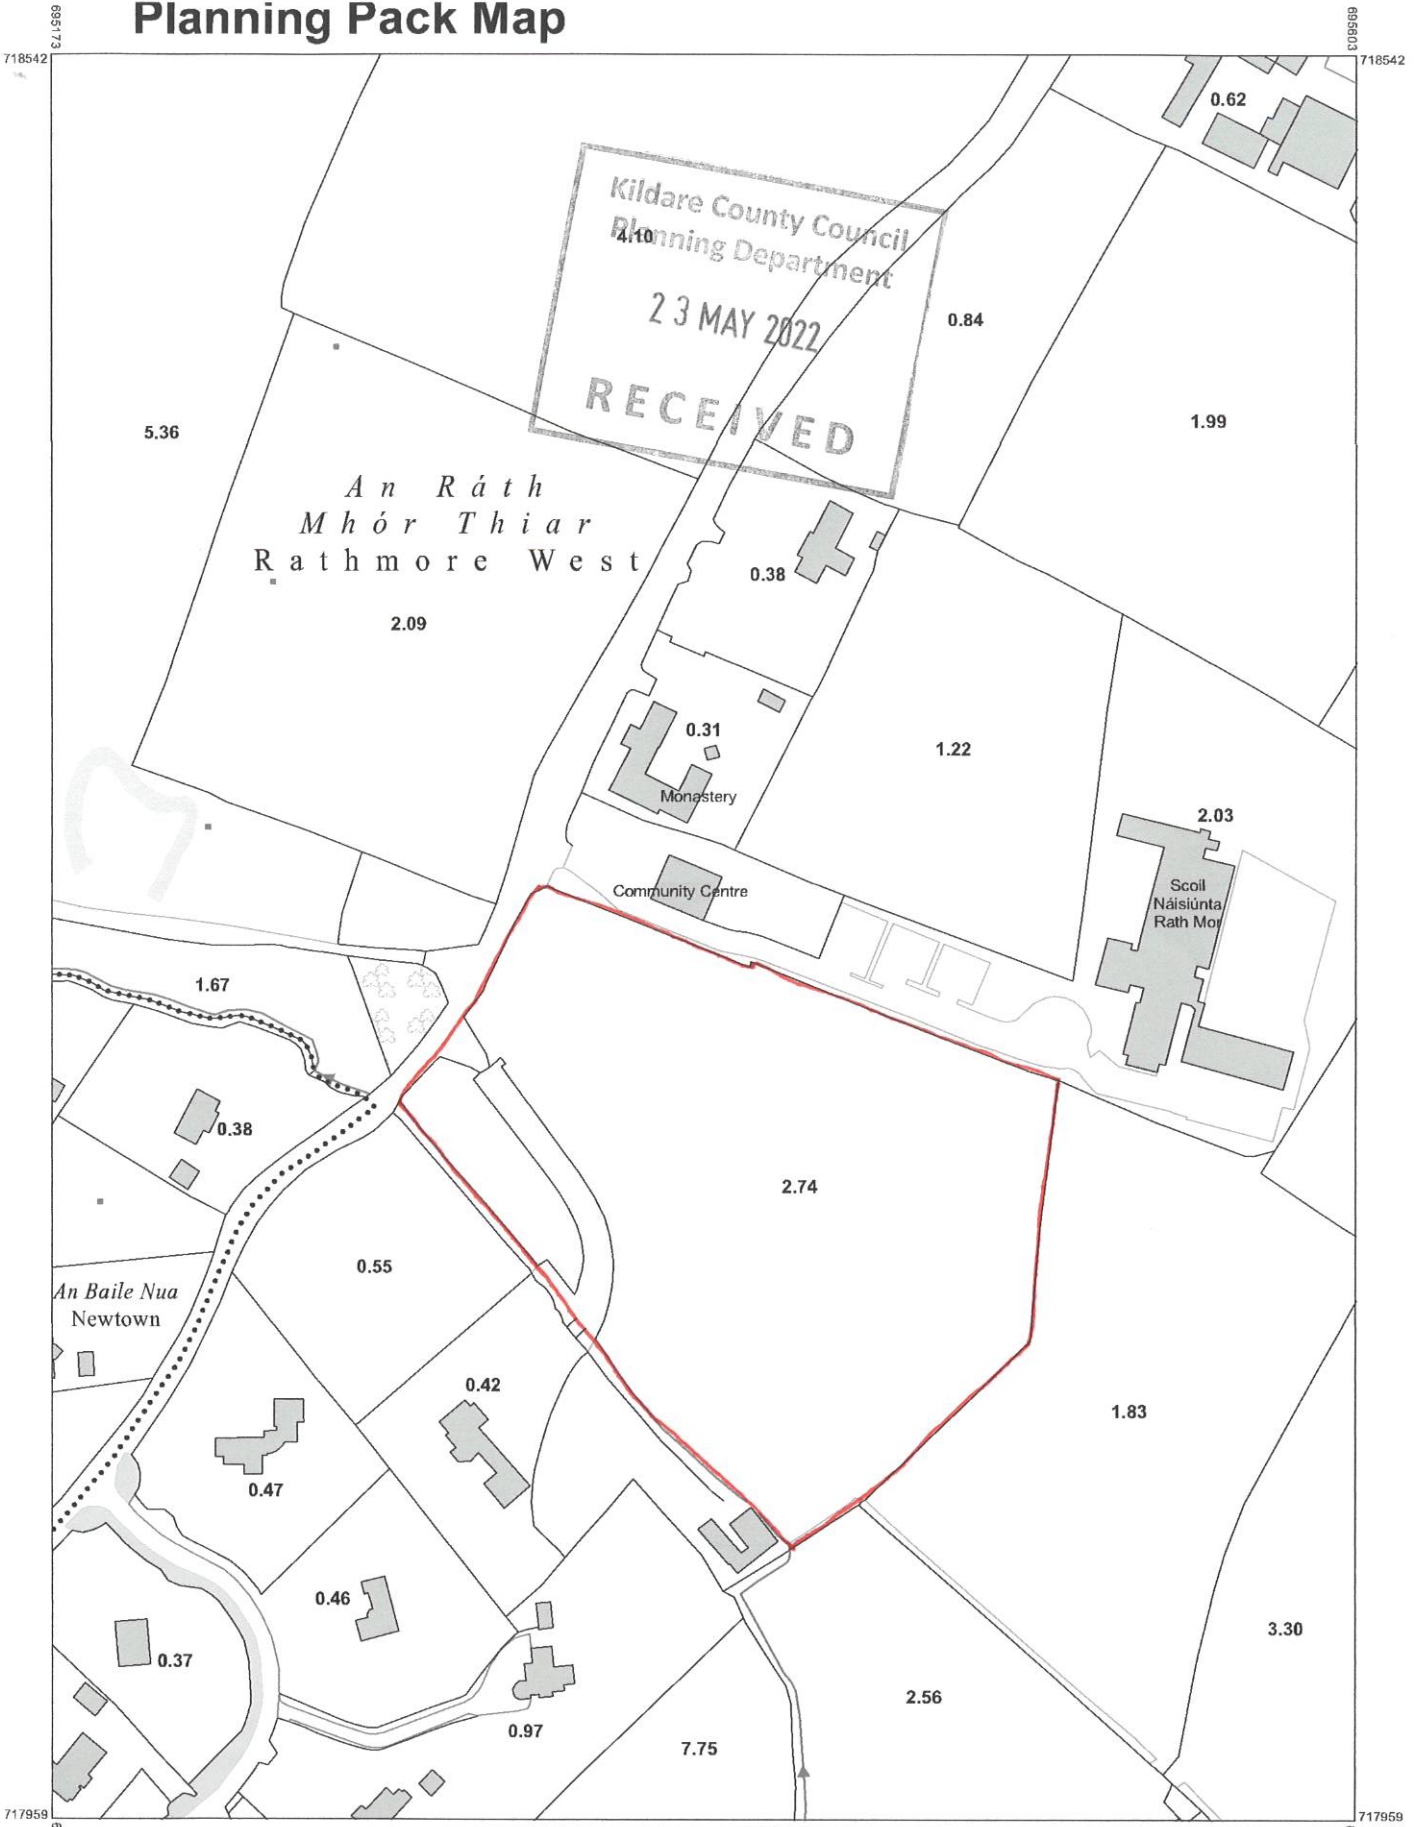 Planning Pack Map
695173
695603
718542
718542
0.62
Kildare County Council
4.10
Planning Department
23 MAY 2022
RECEIVED
0.84
5.36
1.99
An Ráth
Mhór Thiar
Rathmore West
0.38
2.09
0.31
Monastery
1.22
2.03
Community Centre
Scoil
Náisiúnta
Rath Mor
1.67
0.38
2.74
0.55
An Baile Nua
Newtown
0.42
1.83
0.47
0.46
0.37
3.30
2.56
0.97
7.75
717959
717959